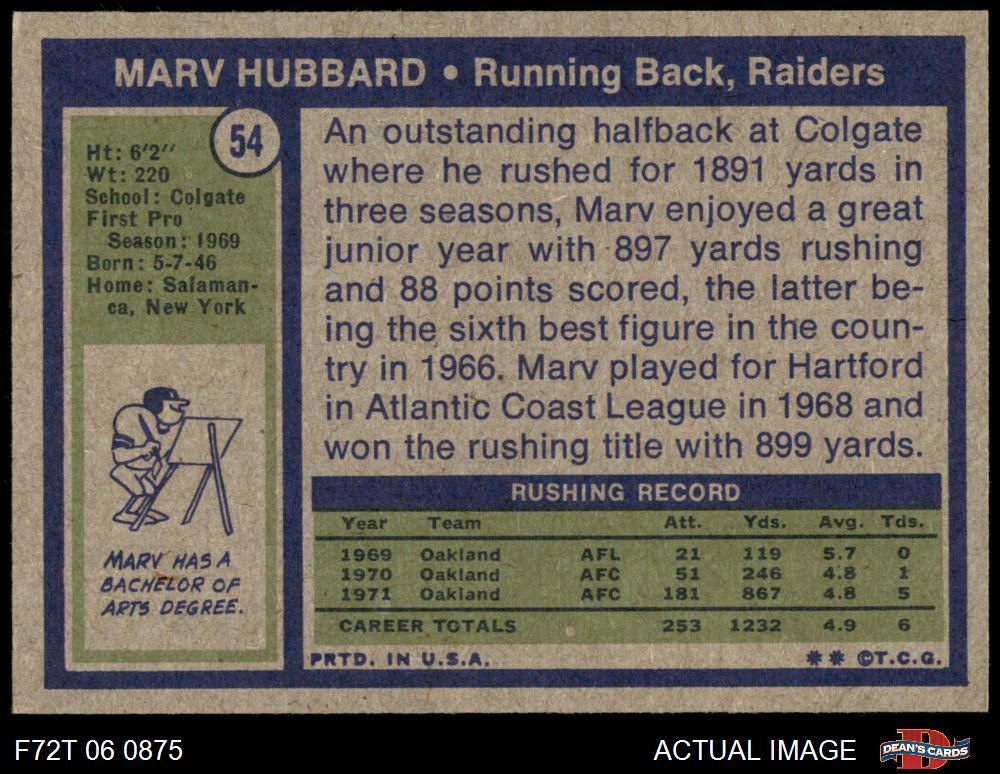 MARV HUBBARD • Running Back, Raiders
54
Ht: 6'2"
Wt: 220
School: Colgate
First Pro
Season: 1969
Born: 5-7-46
Home: Salaman-
ca, New York
MARV HAS A
BACHELOR OF
ARTS DEGREE.
An outstanding halfback at Colgate
where he rushed for 1891 yards in
three seasons, Marv enjoyed a great
junior year with 897 yards rushing
and 88 points scored, the latter be-
ing the sixth best figure in the coun-
try in 1966. Marv played for Hartford
in Atlantic Coast League in 1968 and
won the rushing title with 899 yards.
RUSHING RECORD
Year Team Att. Yds. Avg. Tds.
1969 Oakland AFL 21 119 5.7 0
1970 Oakland AFC 51 246 4.8 1
1971 Oakland AFC 181 867 4.8 5
CAREER TOTALS 253 1232 4.9 6
PRTD. IN U.S.A. ** ©T.C.G.
F72T 06 0875 ACTUAL IMAGE DEAN'S CARDS